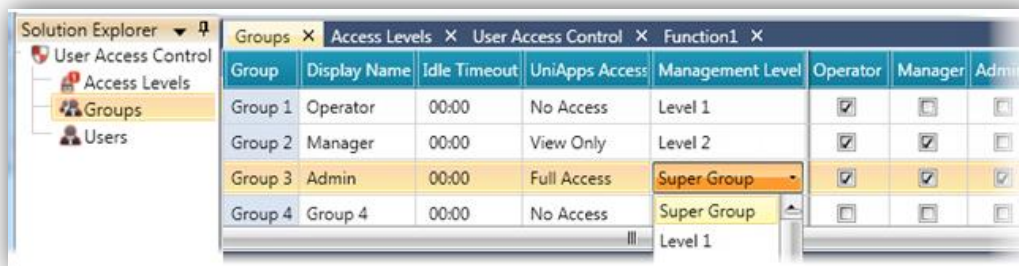 Solution Explorer
User Access Control
Access Levels
Groups
Users
Groups X Access Levels X User Access Control X Function1 X
Group Display Name Idle Timeout UniApps Access Management Level Operator Manager
Group 1 Operator 00:00 No Access Level 1
Group 2 Manager 00:00 View Only Level 2
Group 3 Admin 00:00 Full Access Super Group
Group 4 Group 4 00:00 No Access Super Group
Level 1